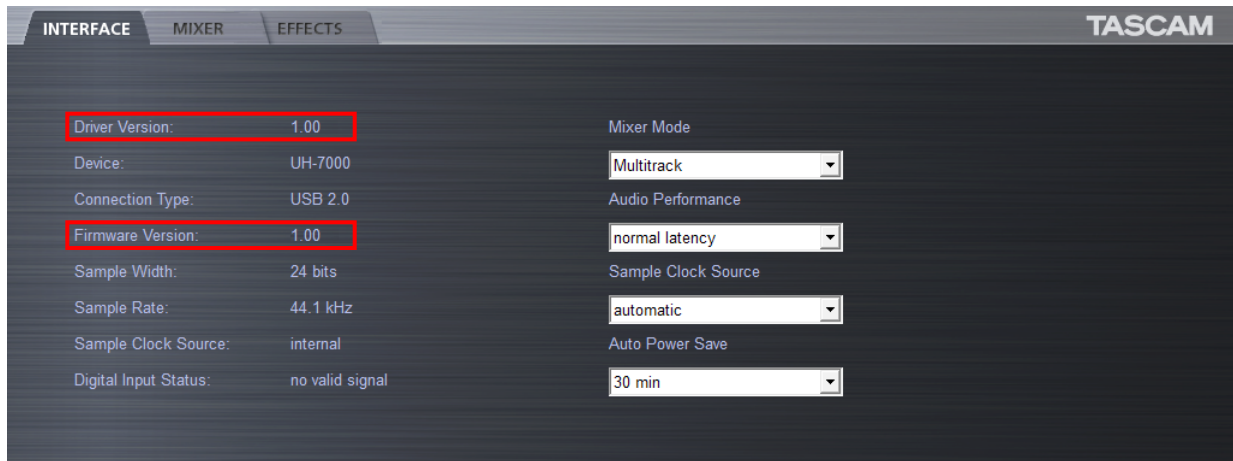 INTERFACE MIXER EFFECTS TASCAM
Driver Version: 1.00
Device: UH-7000
Connection Type: USB 2.0
Firmware Version: 1.00
Sample Width: 24 bits
Sample Rate: 44.1 kHz
Sample Clock Source: internal
Digital Input Status: no valid signal
Mixer Mode
Multitrack
Audio Performance
normal latency
Sample Clock Source
automatic
Auto Power Save
30 min